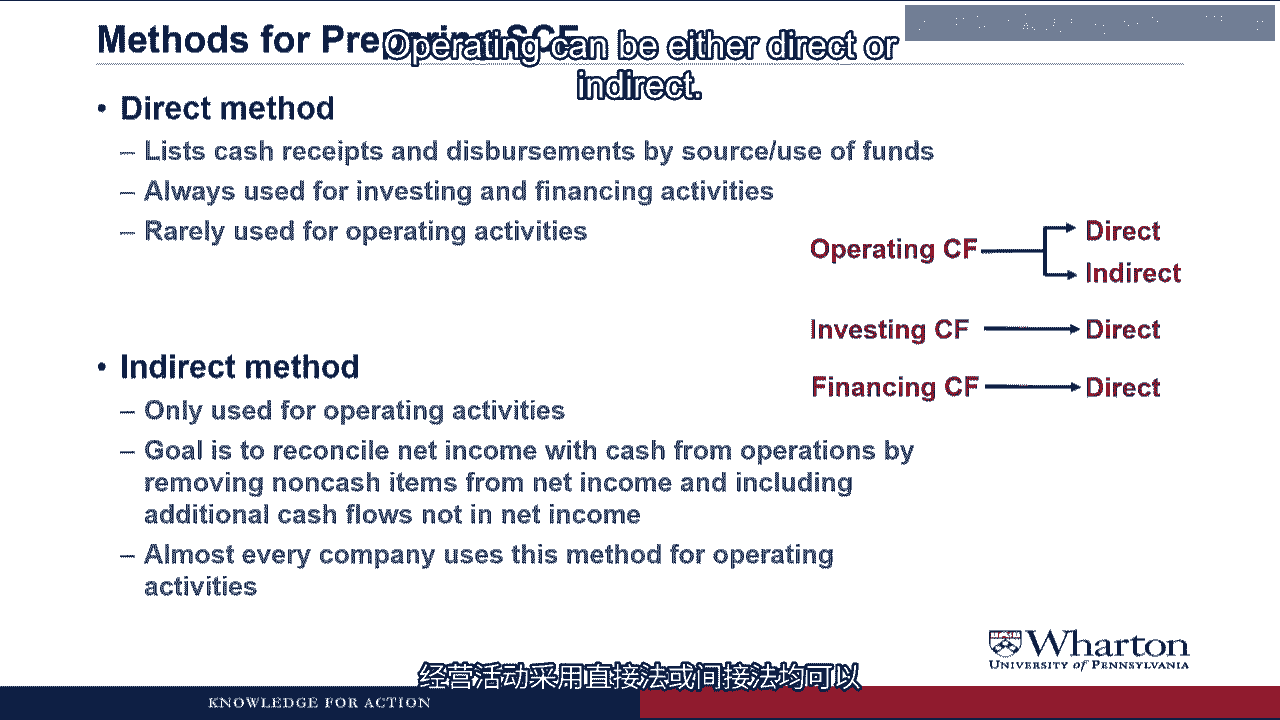 Methods for Preparing SCF
Operating can be either direct or
indirect.
• Direct method
– Lists cash receipts and disbursements by source/use of funds
– Always used for investing and financing activities
– Rarely used for operating activities
Operating CF
Direct
Indirect
Investing CF
Direct
Financing CF
Direct
• Indirect method
– Only used for operating activities
– Goal is to reconcile net income with cash from operations by
removing noncash items from net income and including
additional cash flows not in net income
– Almost every company uses this method for operating
activities
Wharton
UNIVERSITY of PENNSYLVANIA
经营活动采用直接法或间接法均可以
KNOWLEDGE FOR ACTION